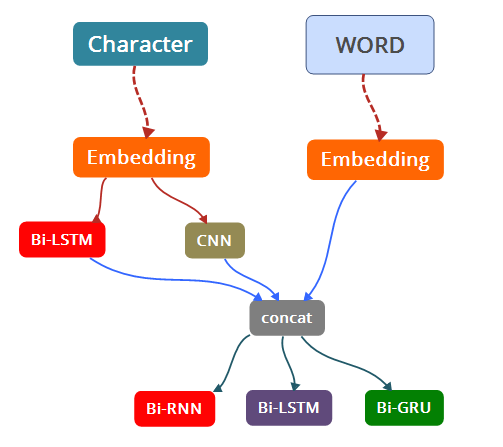 Character
WORD
Embedding
Embedding
Bi-LSTM
CNN
concat
Bi-RNN
Bi-LSTM
Bi-GRU